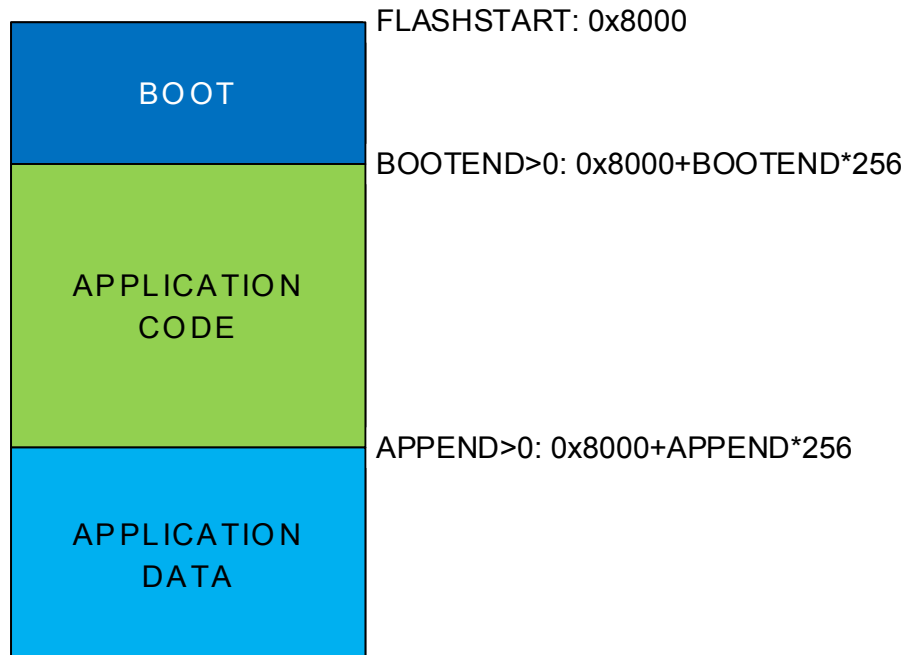 FLASHSTART: 0x8000
BOOT
BOOTEND>0: 0x8000+BOOTEND*256
APPLICATION
CODE
APPEND>0: 0x8000+APPEND*256
APPLICATION
DATA